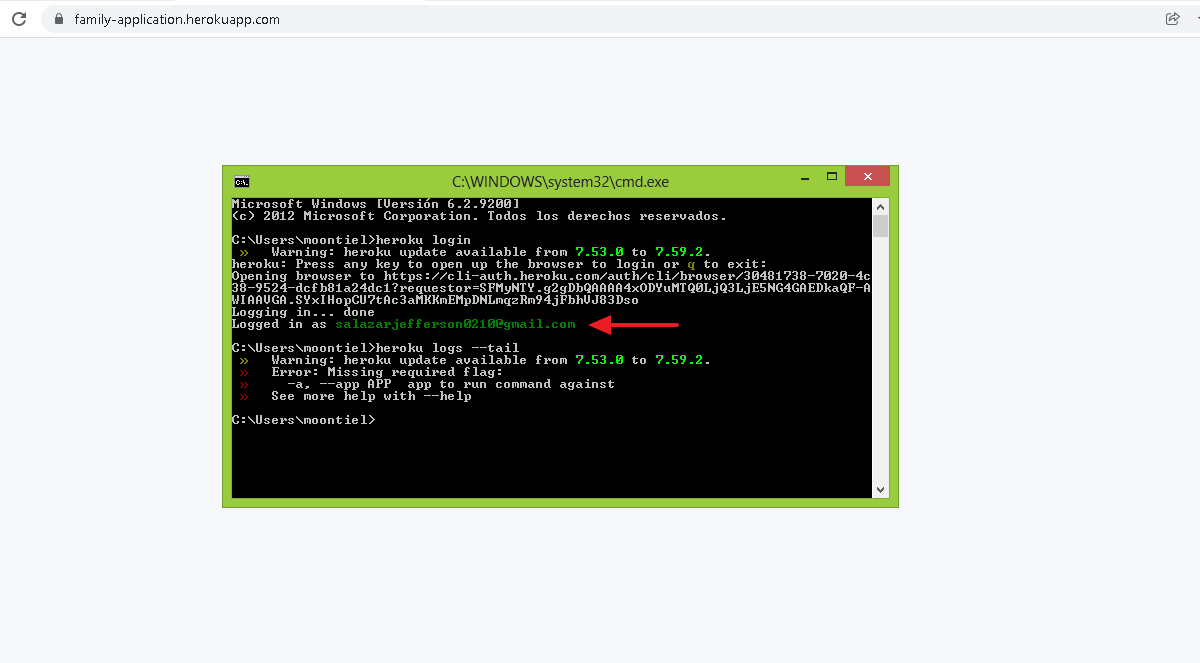 family-application.herokuapp.com
C:\WINDOWS\system32\cmd.exe
Microsoft Windows [Versión 6.2.9200]
(c) 2012 Microsoft Corporation. Todos los derechos reservados.
C:\Users\moontiel>heroku login
»   Warning: heroku update available from 7.53.0 to 7.59.2.
heroku: Press any key to open up the browser to login or q to exit:
Opening browser to https://cli-auth.heroku.com/auth/cli/browser/30481738-7020-4c
38-9524-dcfb81a24dc1?requestor=SFMyNTY.g2gDbQAAAA4xODYuMTQ0LjQ3LjE5NG4GAEDkaQF-A
WIAAVGA.SYxIHopCU7tAc3aMKKmEMpDNLmqzRm94jFbhVJ83Dso
Logging in... done
Logged in as salazarjefferson0210@gmail.com
C:\Users\moontiel>heroku logs --tail
»   Warning: heroku update available from 7.53.0 to 7.59.2.
»   Error: Missing required flag:
»     -a, --app APP  app to run command against
»   See more help with --help
C:\Users\moontiel>